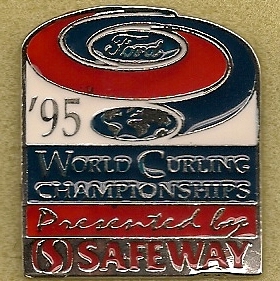 Ford
'95
WORLD CURLING
CHAMPIONSHIPS
Presented by
S SAFEWAY